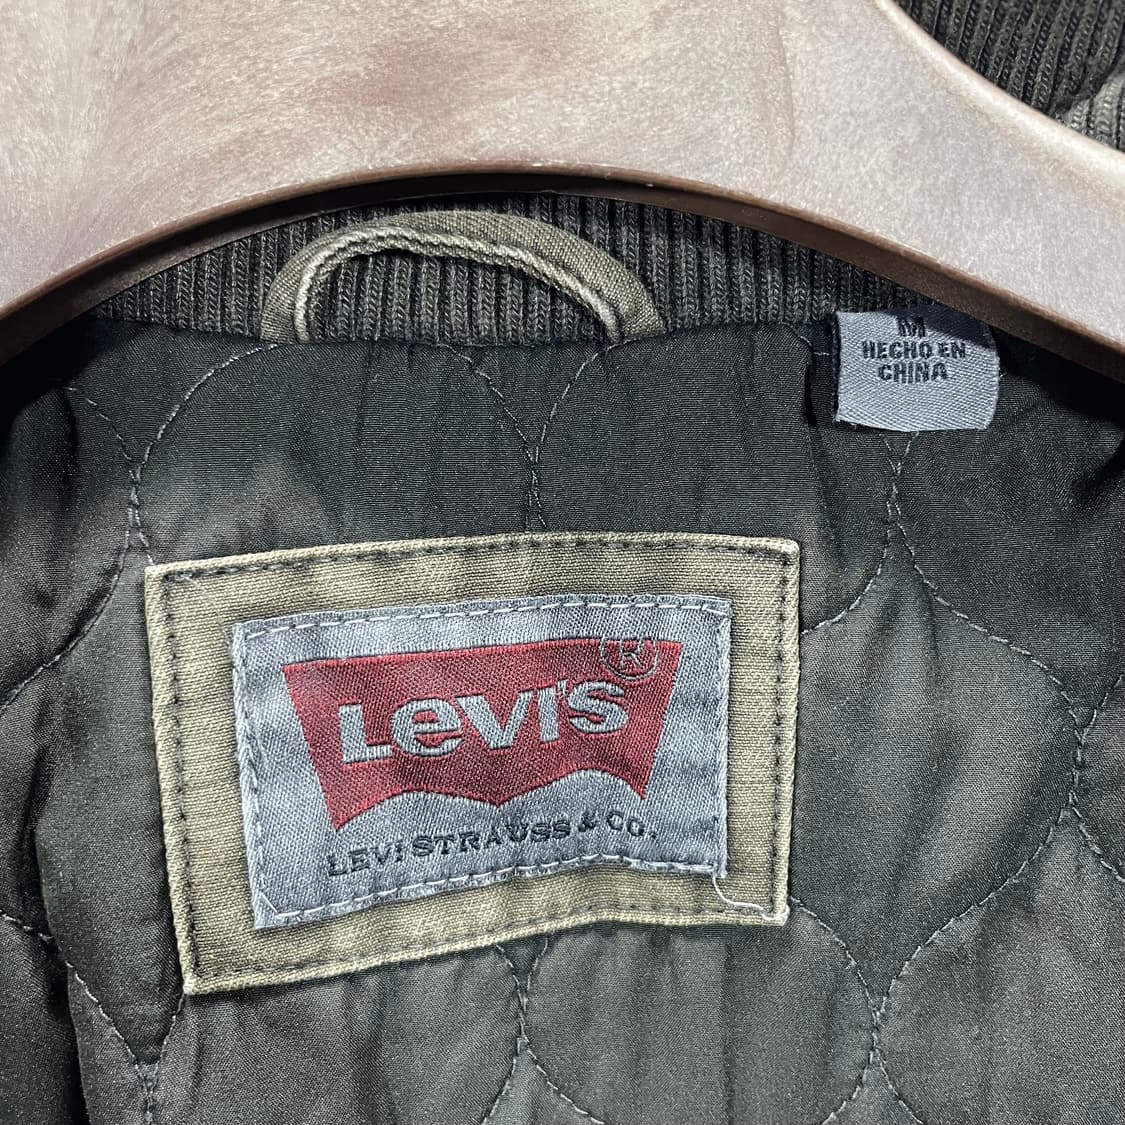 M
HECHO EN
CHINA
Levi's®
LEVI STRAUSS & CO.